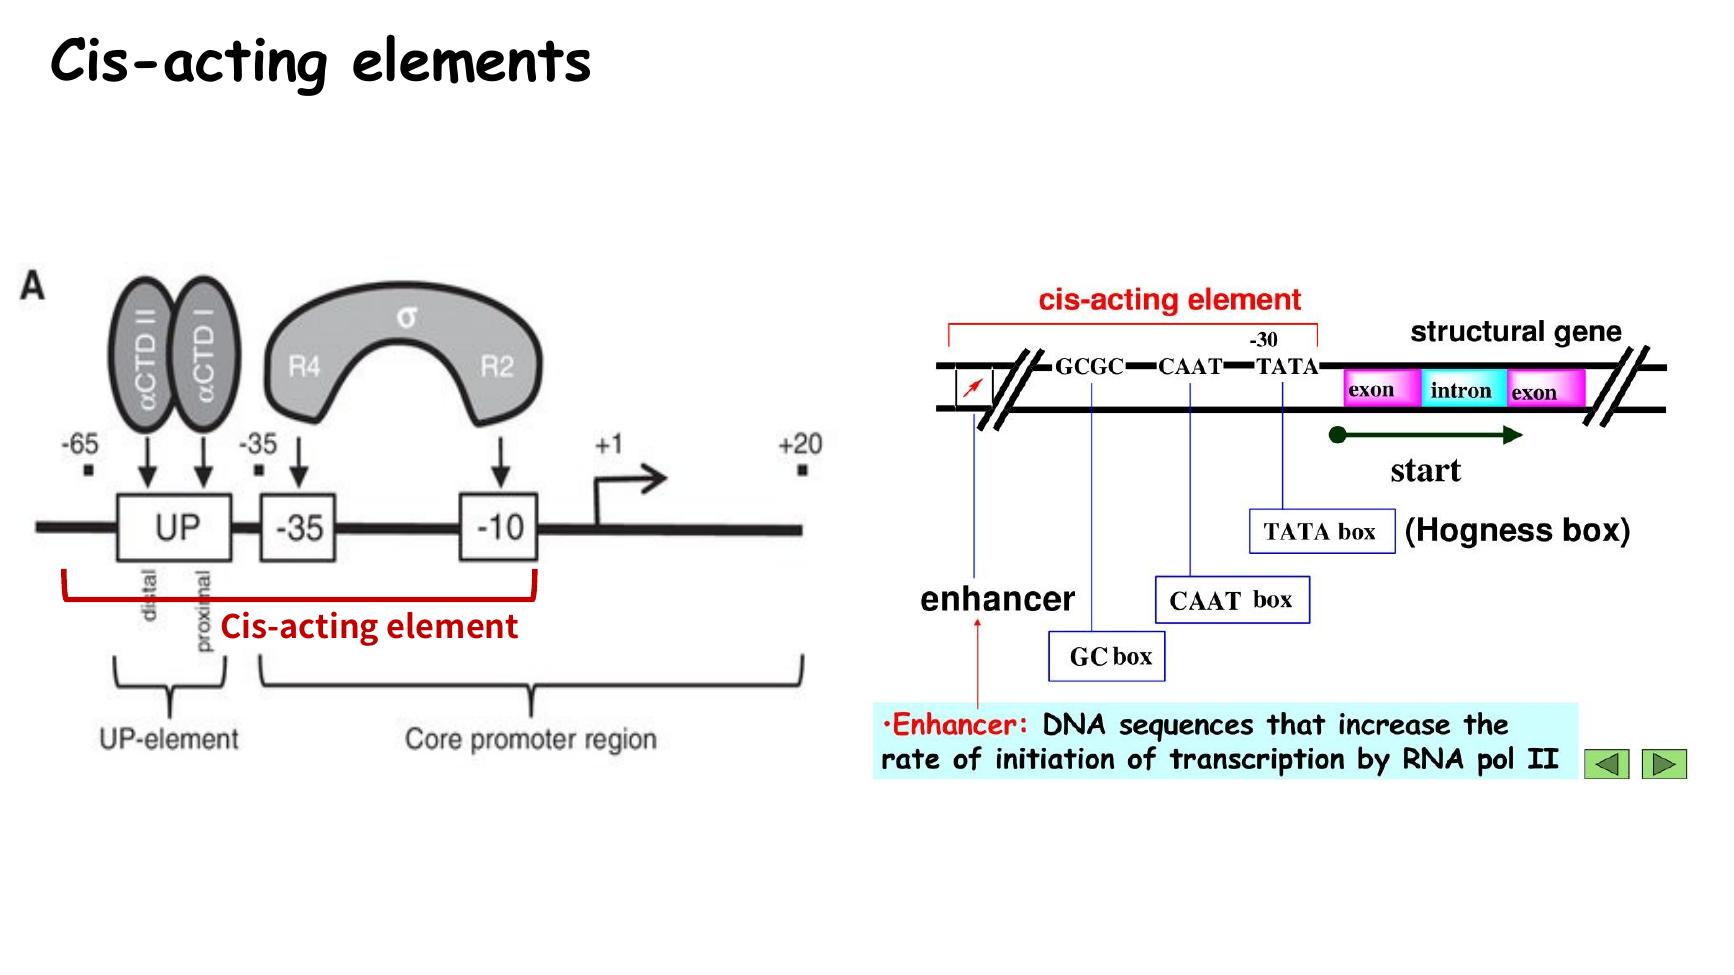 Cis-acting elements
A
αCTD II
αCTD I
σ
R4
R2
-65
-35
+1
+20
UP
-35
-10
distal
proximal
Cis-acting element
UP-element
Core promoter region
cis-acting element
structural gene
-30
GCGC
CAAT
TATA
exon
intron
exon
start
TATA box
(Hogness box)
enhancer
CAAT box
GC box
•Enhancer: DNA sequences that increase the
rate of initiation of transcription by RNA pol II